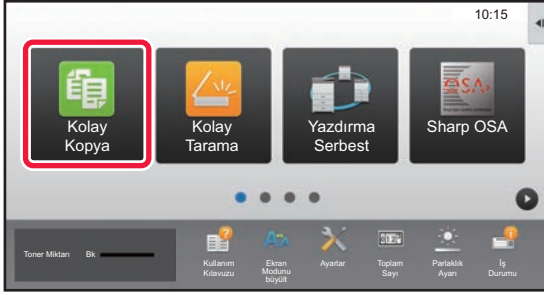 10:15
Kolay
Kopya
Kolay
Tarama
Yazdırma
Serbest
OSA
Sharp OSA
Toner Miktarı Bk
Kullanım
Kılavuzu
Ekran
Modunu
büyült
Ayarlar
Toplam
Sayı
Parlaklık
Ayarı
İş
Durumu